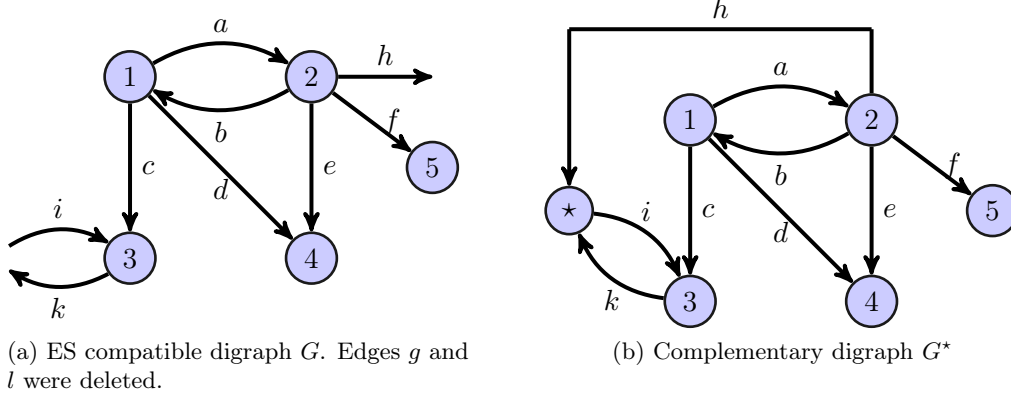 h
a
a
1
2
h
1
2
b
f
b
f
c
d
e
5
c
d
e
5
i
⋆
i
3
4
k
3
4
k
(a) ES compatible digraph G. Edges g and
l were deleted.
(b) Complementary digraph G⋆